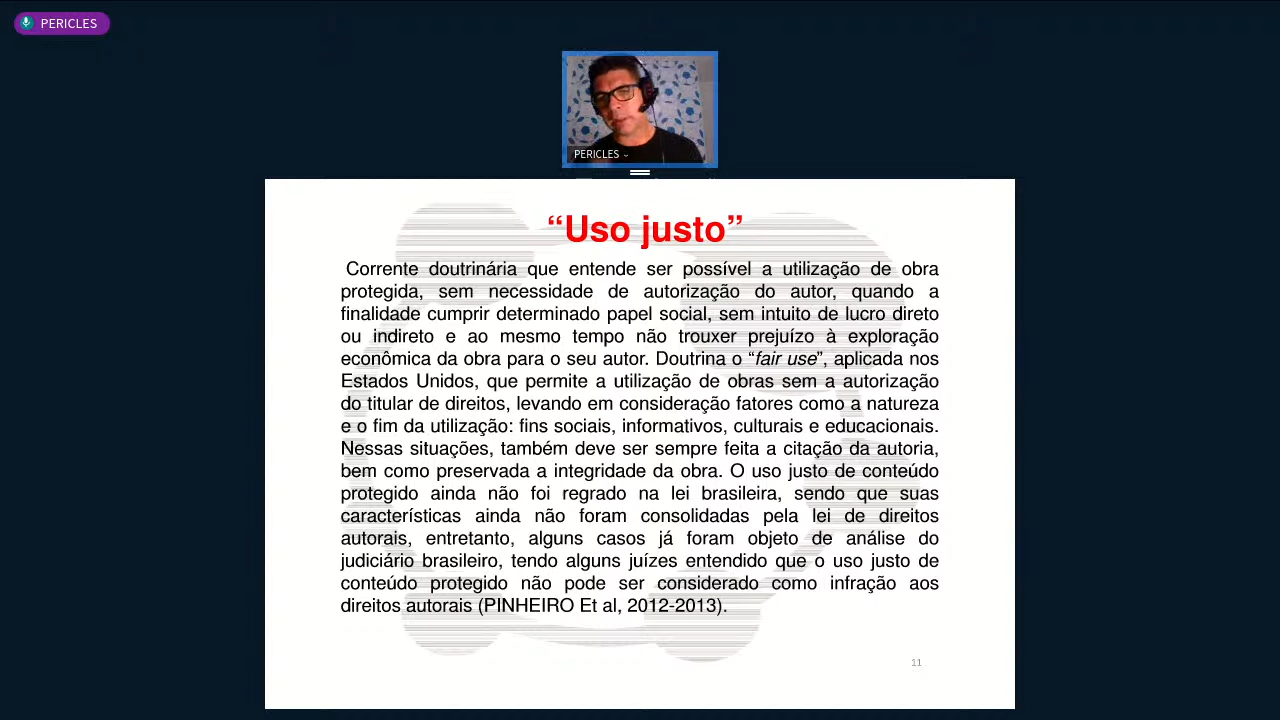 PERICLES
PERICLES
“Uso justo”
Corrente doutrinária que entende ser possível a utilização de obra
protegida, sem necessidade de autorização do autor, quando a
finalidade cumprir determinado papel social, sem intuito de lucro direto
ou indireto e ao mesmo tempo não trouxer prejuízo à exploração
econômica da obra para o seu autor. Doutrina o “fair use”, aplicada nos
Estados Unidos, que permite a utilização de obras sem a autorização
do titular de direitos, levando em consideração fatores como a natureza
e o fim da utilização: fins sociais, informativos, culturais e educacionais.
Nessas situações, também deve ser sempre feita a citação da autoria,
bem como preservada a integridade da obra. O uso justo de conteúdo
protegido ainda não foi regrado na lei brasileira, sendo que suas
características ainda não foram consolidadas pela lei de direitos
autorais, entretanto, alguns casos já foram objeto de análise do
judiciário brasileiro, tendo alguns juízes entendido que o uso justo de
conteúdo protegido não pode ser considerado como infração aos
direitos autorais (PINHEIRO Et al, 2012-2013).
11